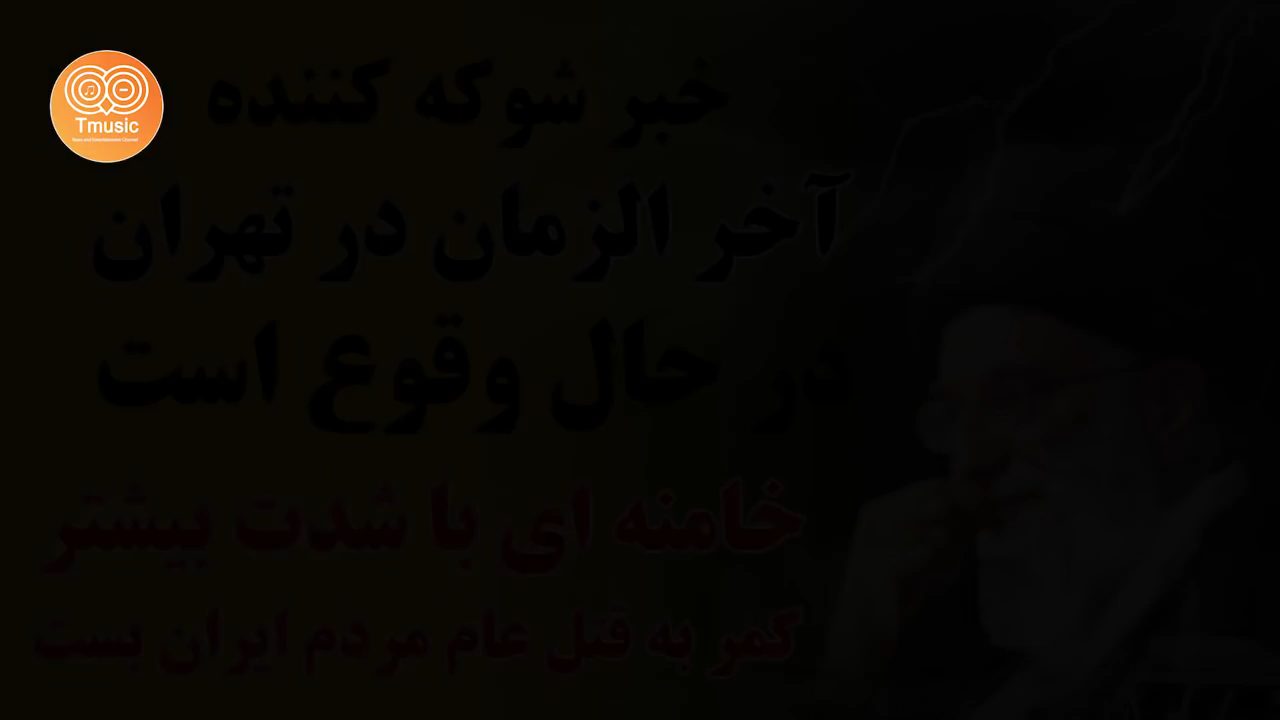 Tmusic
خبر شوکه کننده
آخر الزمان در تهران
در حال وقوع است
خامنه ای با شدت بیشتر
کمر به قتل عام مردم ایران بست